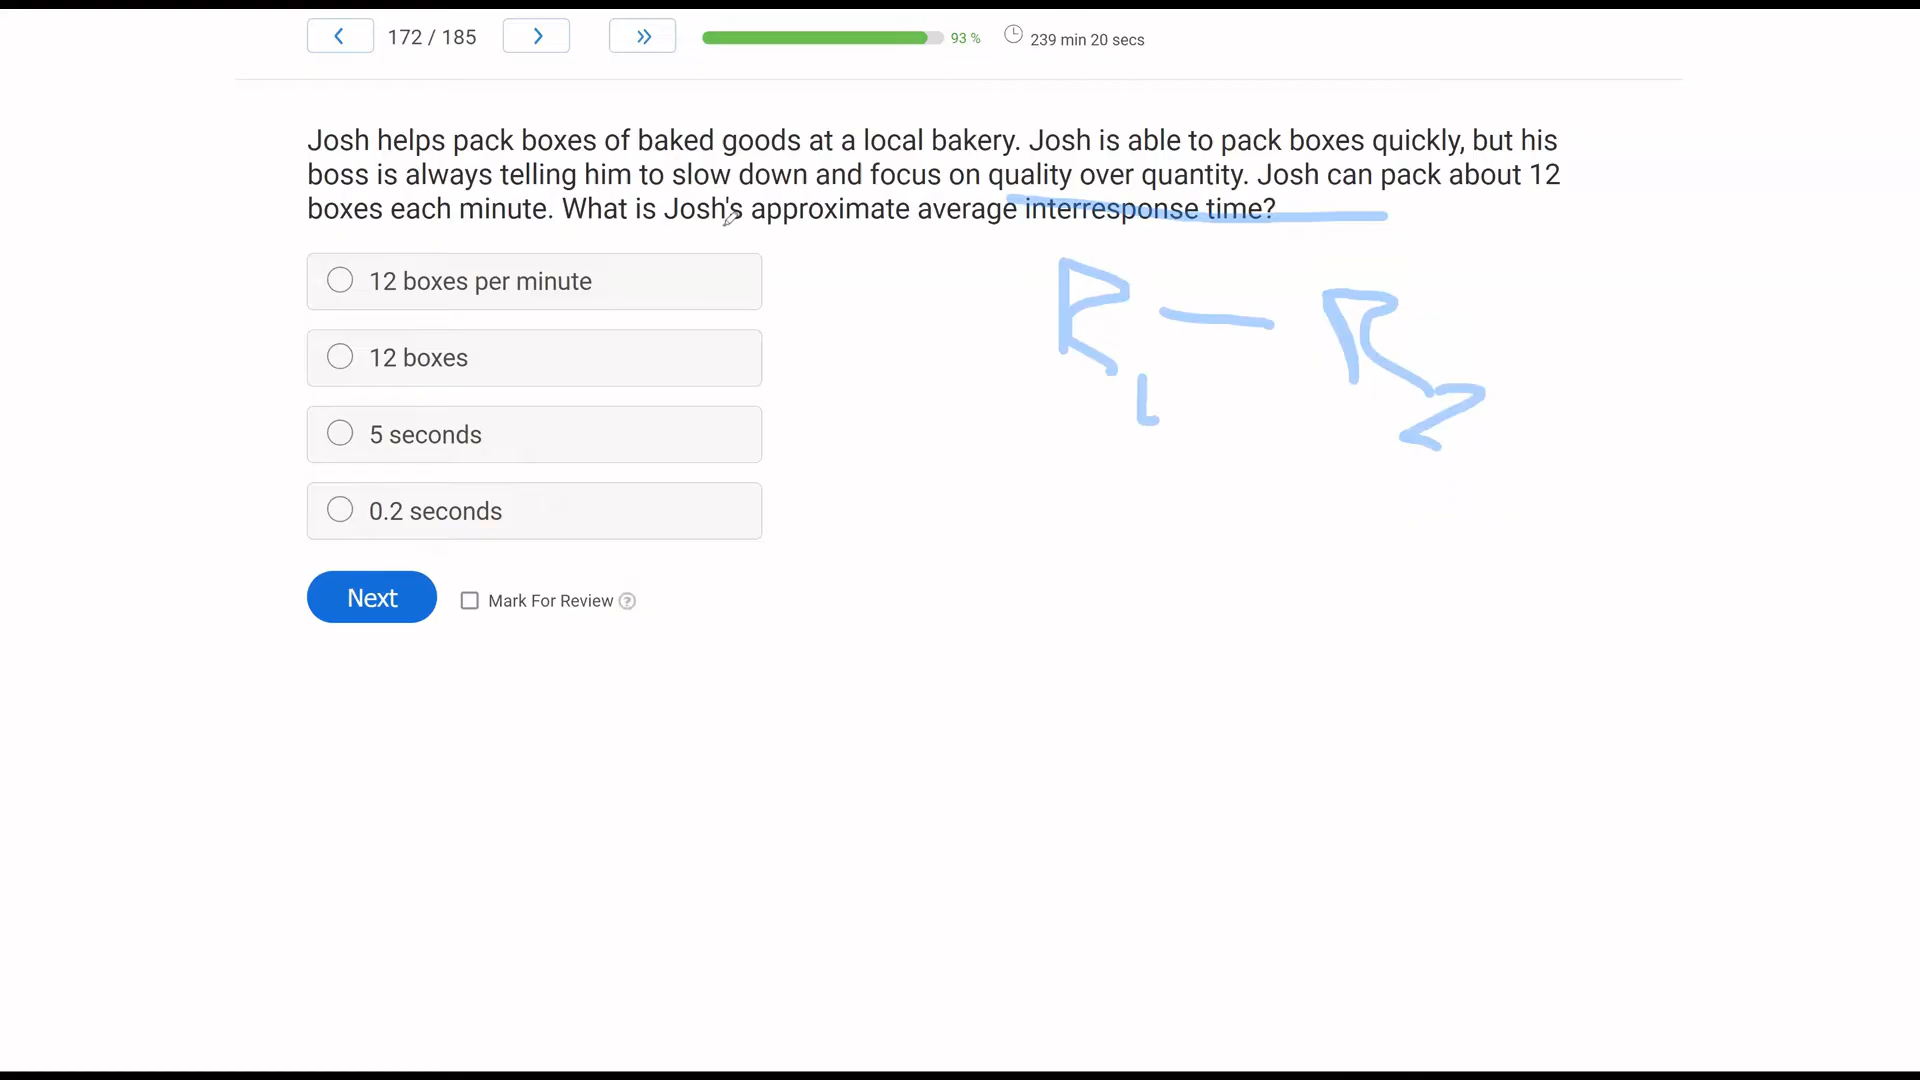 172 / 185
93 %
239 min 20 secs
Josh helps pack boxes of baked goods at a local bakery. Josh is able to pack boxes quickly, but his
boss is always telling him to slow down and focus on quality over quantity. Josh can pack about 12
boxes each minute. What is Josh's approximate average interresponse time?
R1 — R2
12 boxes per minute
12 boxes
5 seconds
0.2 seconds
Next
Mark For Review ?